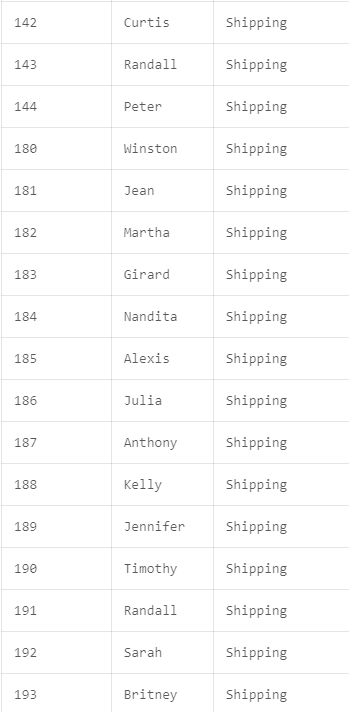 142 Curtis Shipping
143 Randall Shipping
144 Peter Shipping
180 Winston Shipping
181 Jean Shipping
182 Martha Shipping
183 Girard Shipping
184 Nandita Shipping
185 Alexis Shipping
186 Julia Shipping
187 Anthony Shipping
188 Kelly Shipping
189 Jennifer Shipping
190 Timothy Shipping
191 Randall Shipping
192 Sarah Shipping
193 Britney Shipping